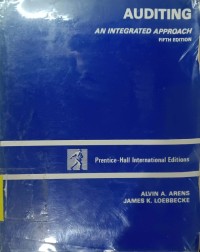 AUDITING
AN INTEGRATED APPROACH
FIFTH EDITION
Prentice-Hall International Editions
ALVIN A. ARENS
JAMES K. LOEBBECKE